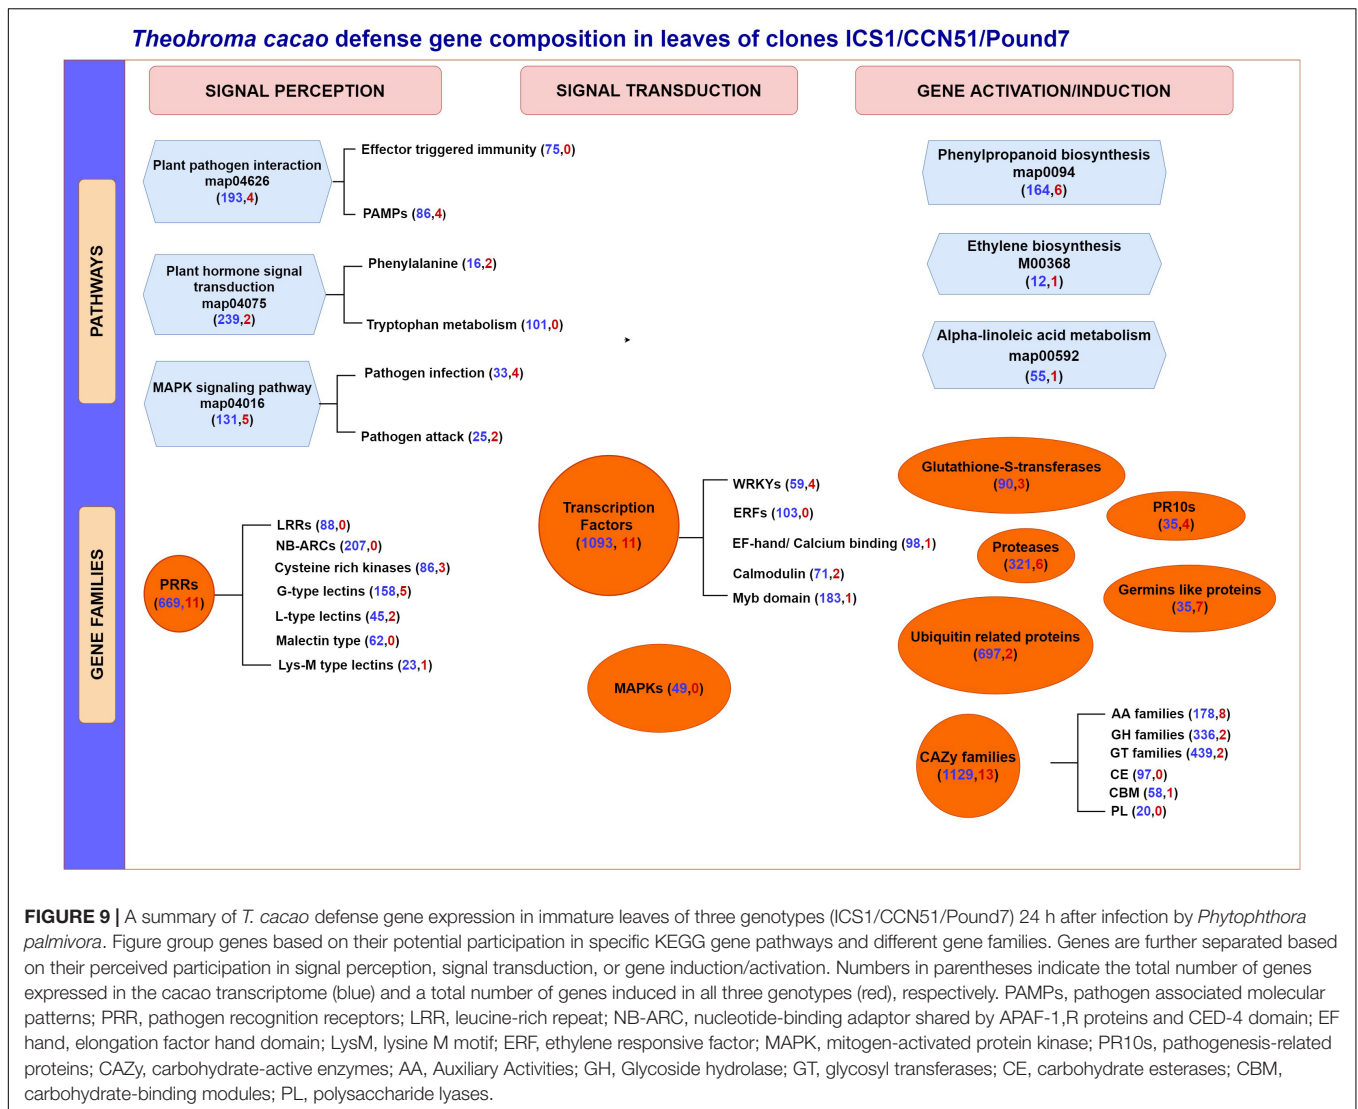 Theobroma cacao defense gene composition in leaves of clones ICS1/CCN51/Pound7
SIGNAL PERCEPTION
SIGNAL TRANSDUCTION
GENE ACTIVATION/INDUCTION
PATHWAYS
Plant pathogen interaction
map04626
(193,4)
Effector triggered immunity (75,0)
PAMPs (86,4)
Plant hormone signal
transduction
map04075
(239,2)
Phenylalanine (16,2)
Tryptophan metabolism (101,0)
MAPK signaling pathway
map04016
(131,5)
Pathogen infection (33,4)
Pathogen attack (25,2)
Phenylpropanoid biosynthesis
map0094
(164,6)
Ethylene biosynthesis
M00368
(12,1)
Alpha-linoleic acid metabolism
map00592
(55,1)
GENE FAMILIES
PRRs
(669,11)
LRRs (88,0)
NB-ARCs (207,0)
Cysteine rich kinases (86,3)
G-type lectins (158,5)
L-type lectins (45,2)
Malectin type (62,0)
Lys-M type lectins (23,1)
Transcription
Factors
(1093, 11)
WRKYs (59,4)
ERFs (103,0)
EF-hand/ Calcium binding (98,1)
Calmodulin (71,2)
Myb domain (183,1)
MAPKs (49,0)
Glutathione-S-transferases
(90,3)
PR10s
(35,4)
Proteases
(321,6)
Germins like proteins
(35,7)
Ubiquitin related proteins
(697,2)
CAZy families
(1129,13)
AA families (178,8)
GH families (336,2)
GT families (439,2)
CE (97,0)
CBM (58,1)
PL (20,0)
FIGURE 9 | A summary of T. cacao defense gene expression in immature leaves of three genotypes (ICS1/CCN51/Pound7) 24 h after infection by Phytophthora
palmivora. Figure group genes based on their potential participation in specific KEGG gene pathways and different gene families. Genes are further separated based
on their perceived participation in signal perception, signal transduction, or gene induction/activation. Numbers in parentheses indicate the total number of genes
expressed in the cacao transcriptome (blue) and a total number of genes induced in all three genotypes (red), respectively. PAMPs, pathogen associated molecular
patterns; PRR, pathogen recognition receptors; LRR, leucine-rich repeat; NB-ARC, nucleotide-binding adaptor shared by APAF-1,R proteins and CED-4 domain; EF
hand, elongation factor hand domain; LysM, lysine M motif; ERF, ethylene responsive factor; MAPK, mitogen-activated protein kinase; PR10s, pathogenesis-related
proteins; CAZy, carbohydrate-active enzymes; AA, Auxiliary Activities; GH, Glycoside hydrolase; GT, glycosyl transferases; CE, carbohydrate esterases; CBM,
carbohydrate-binding modules; PL, polysaccharide lyases.